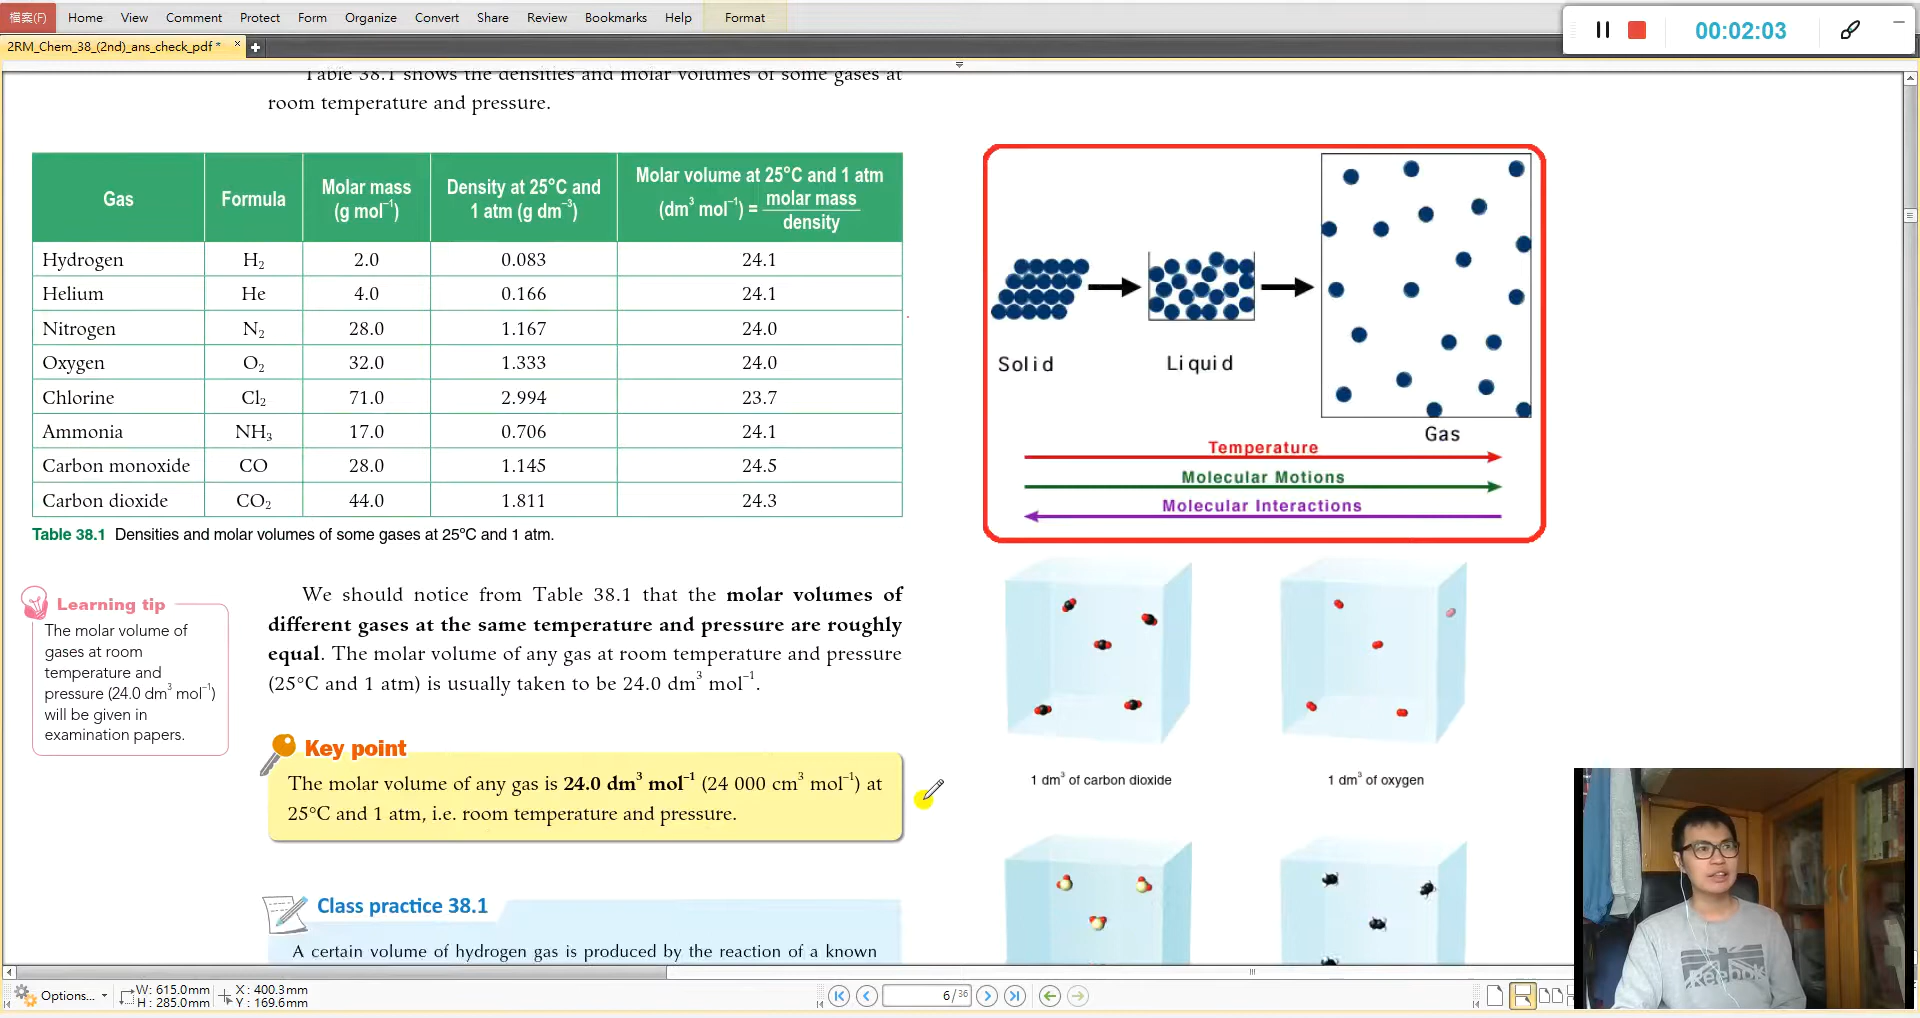 檔案(F) Home View Comment Protect Form Organize Convert Share Review Bookmarks Help Format
00:02:03
2RM_Chem_38_(2nd)_ans_check_pdf *
Table 38.1 shows the densities and molar volumes of some gases at
room temperature and pressure.
Gas Formula Molar mass (g mol⁻¹) Density at 25°C and 1 atm (g dm⁻³) Molar volume at 25°C and 1 atm (dm³ mol⁻¹) = molar mass / density
Hydrogen H₂ 2.0 0.083 24.1
Helium He 4.0 0.166 24.1
Nitrogen N₂ 28.0 1.167 24.0
Oxygen O₂ 32.0 1.333 24.0
Chlorine Cl₂ 71.0 2.994 23.7
Ammonia NH₃ 17.0 0.706 24.1
Carbon monoxide CO 28.0 1.145 24.5
Carbon dioxide CO₂ 44.0 1.811 24.3
Table 38.1 Densities and molar volumes of some gases at 25°C and 1 atm.
Learning tip
The molar volume of
gases at room
temperature and
pressure (24.0 dm³ mol⁻¹)
will be given in
examination papers.
We should notice from Table 38.1 that the molar volumes of
different gases at the same temperature and pressure are roughly
equal. The molar volume of any gas at room temperature and pressure
(25°C and 1 atm) is usually taken to be 24.0 dm³ mol⁻¹.
Key point
The molar volume of any gas is 24.0 dm³ mol⁻¹ (24 000 cm³ mol⁻¹) at
25°C and 1 atm, i.e. room temperature and pressure.
Class practice 38.1
A certain volume of hydrogen gas is produced by the reaction of a known
Solid
Liquid
Gas
Temperature
Molecular Motions
Molecular Interactions
1 dm³ of carbon dioxide
1 dm³ of oxygen
Reebok
Options...
W: 615.0mm
H: 285.0mm
X: 400.3mm
Y: 169.6mm
6/36